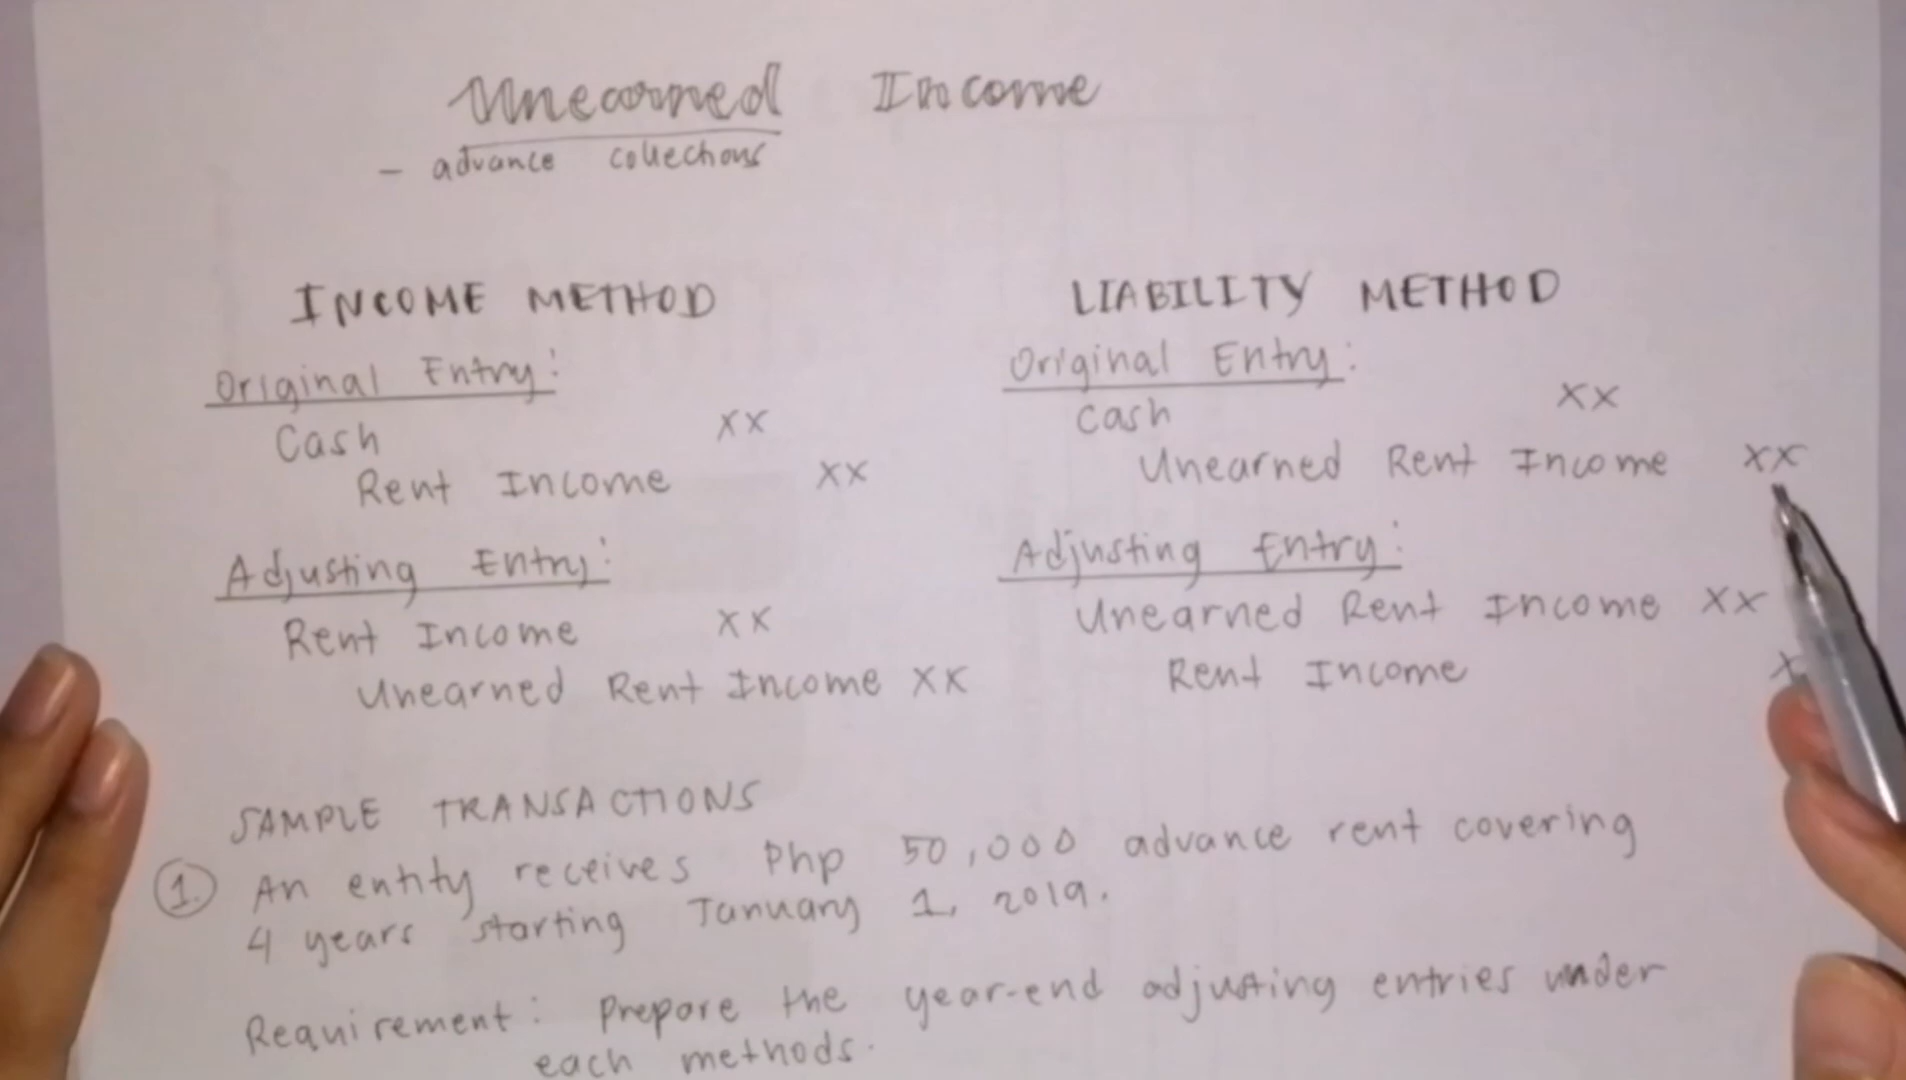 Unearned Income
- advance collections
INCOME METHOD
Original Entry:
Cash xx
Rent Income xx
Adjusting Entry:
Rent Income xx
Unearned Rent Income xx
LIABILITY METHOD
Original Entry:
Cash xx
Unearned Rent Income xx
Adjusting Entry:
Unearned Rent Income xx
Rent Income
SAMPLE TRANSACTIONS
1. An entity receives Php 50,000 advance rent covering
4 years starting January 1, 2019.
Requirement: Prepare the year-end adjusting entries under
each methods.